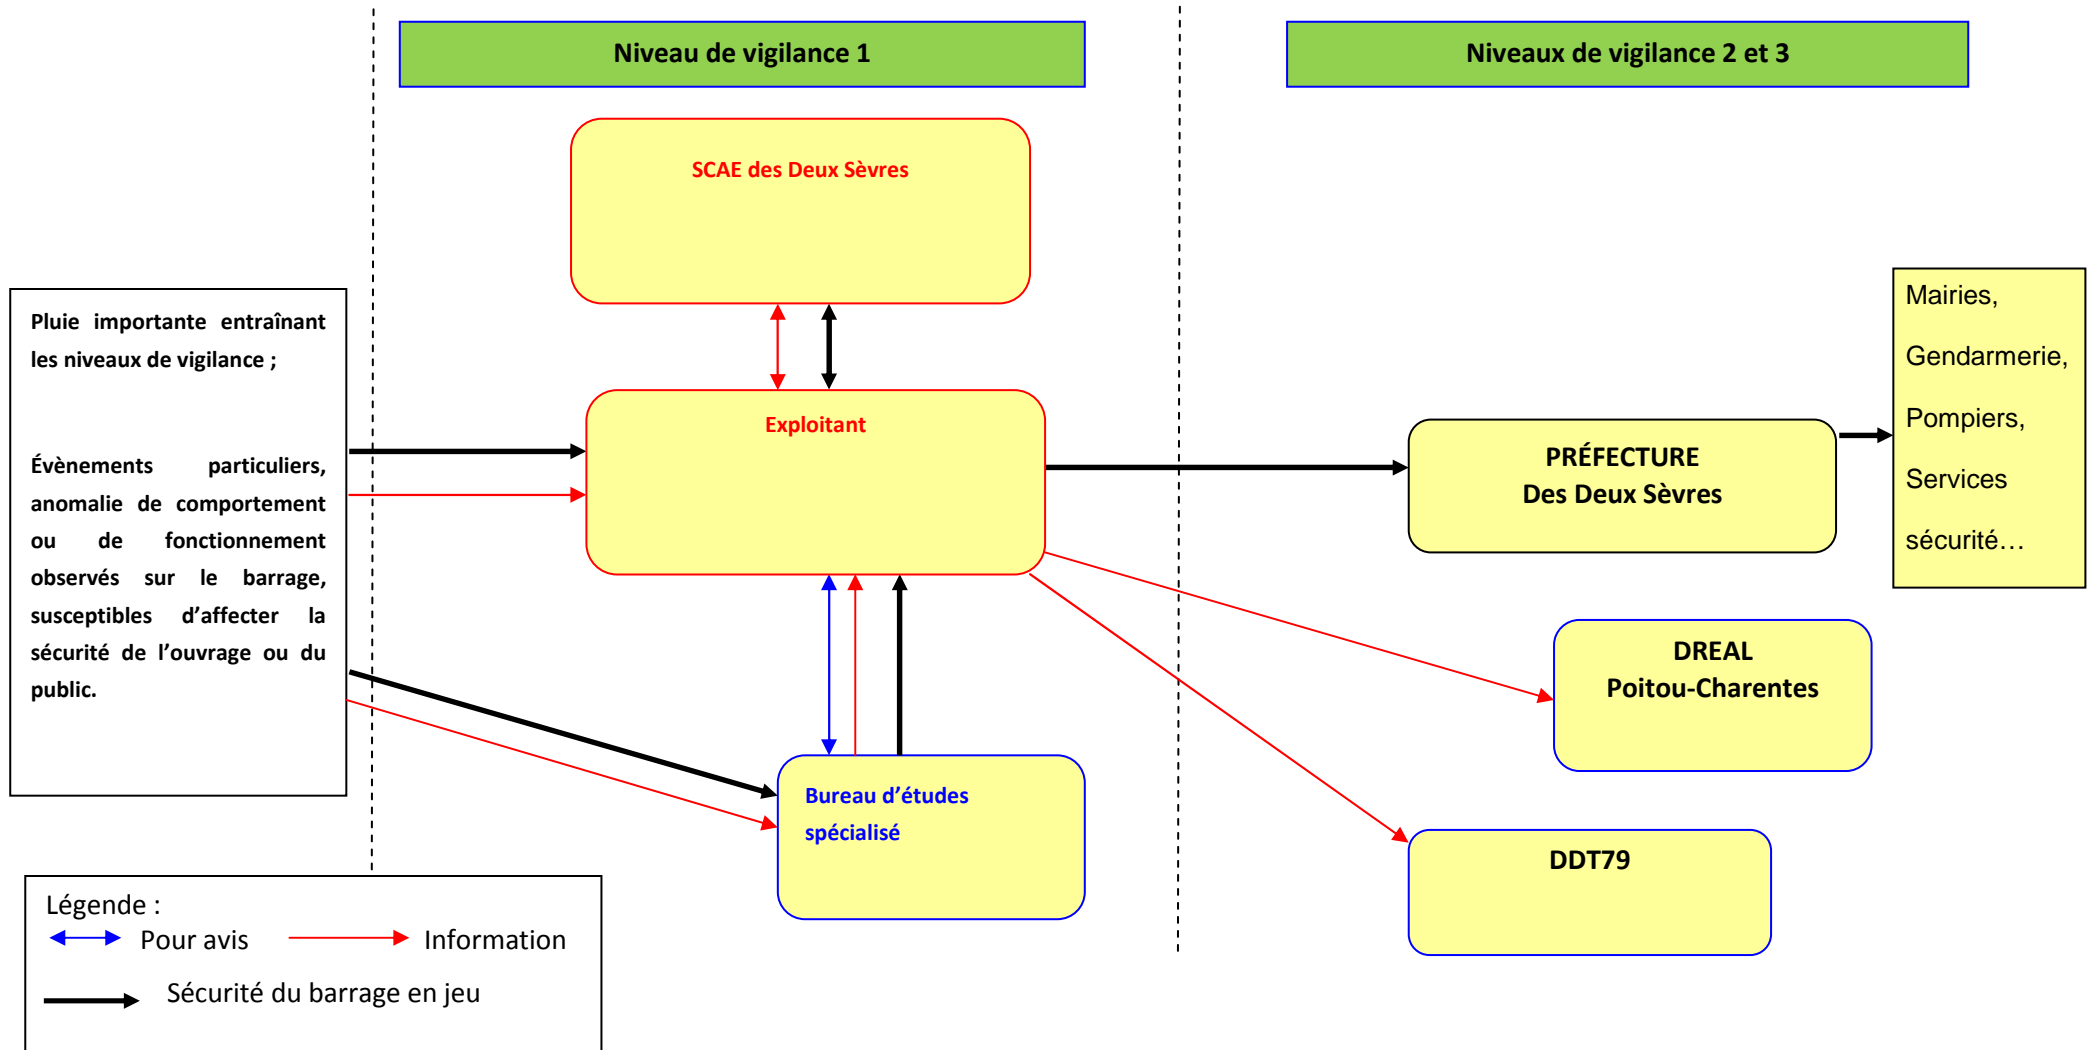 Niveau de vigilance 1
Niveaux de vigilance 2 et 3
SCAE des Deux Sèvres
Pluie importante entraînant
les niveaux de vigilance ;
Évènements particuliers,
anomalie de comportement
ou de fonctionnement
observés sur le barrage,
susceptibles d’affecter la
sécurité de l’ouvrage ou du
public.
Exploitant
Bureau d’études
spécialisé
PRÉFECTURE
Des Deux Sèvres
Mairies,
Gendarmerie,
Pompiers,
Services
sécurité…
DREAL
Poitou-Charentes
DDT79
Légende :
Pour avis
Information
Sécurité du barrage en jeu